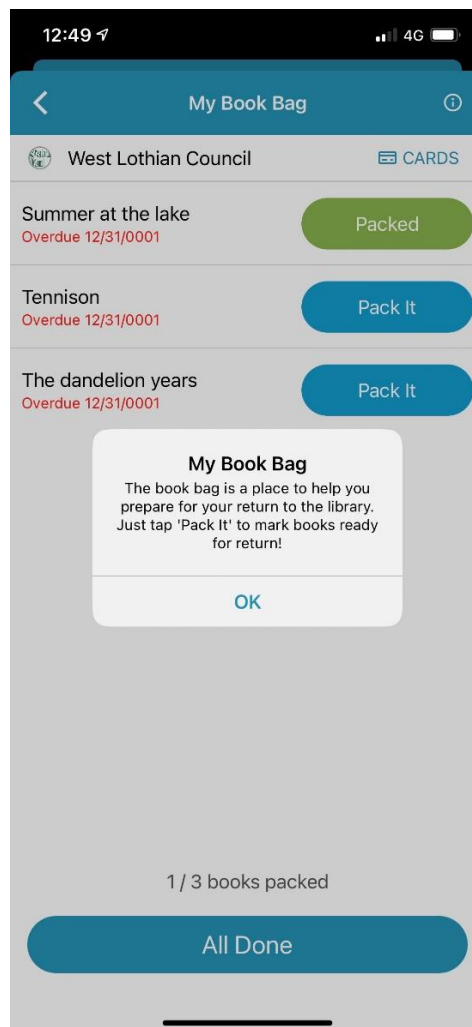 12:49 4G
My Book Bag
West Lothian Council CARDS
Summer at the lake
Overdue 12/31/0001
Packed
Tennison
Overdue 12/31/0001
Pack It
The dandelion years
Overdue 12/31/0001
Pack It
My Book Bag
The book bag is a place to help you
prepare for your return to the library.
Just tap 'Pack It' to mark books ready
for return!
OK
1 / 3 books packed
All Done